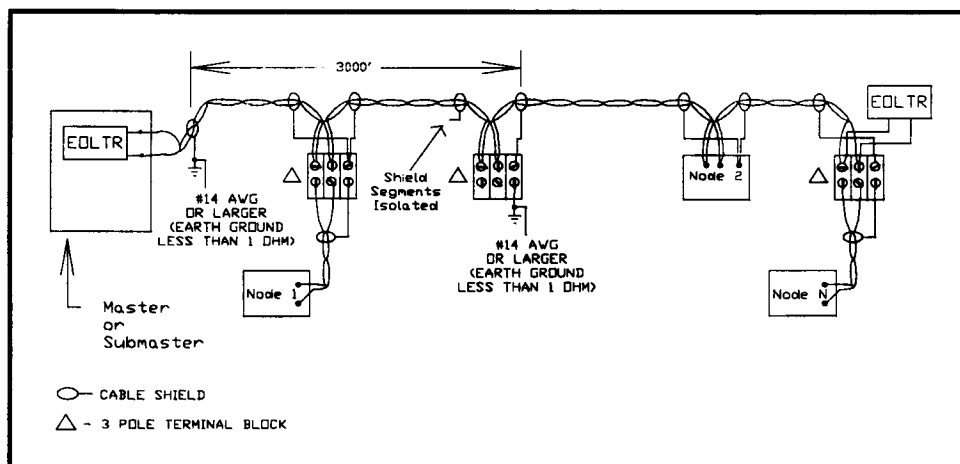 3000'
EOLTR
EOLTR
Shield
Segments
Isolated
Node 2
#14 AWG
OR LARGER
(EARTH GROUND
LESS THAN 1 OHM)
#14 AWG
OR LARGER
(EARTH GROUND
LESS THAN 1 OHM)
Node 1
Node N
Master
or
Submaster
- CABLE SHIELD
- 3 POLE TERMINAL BLOCK